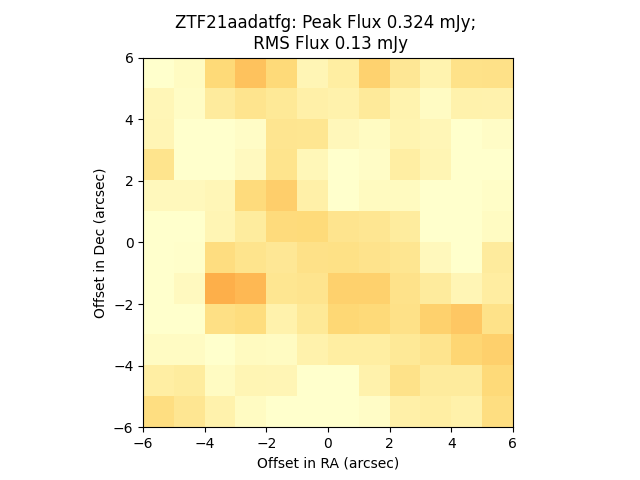 ZTF21aadatfg: Peak Flux 0.324 mJy;
RMS Flux 0.13 mJy
6
4
2
0
−2
−4
−6
Offset in Dec (arcsec)
−6 −4 −2 0 2 4 6
Offset in RA (arcsec)